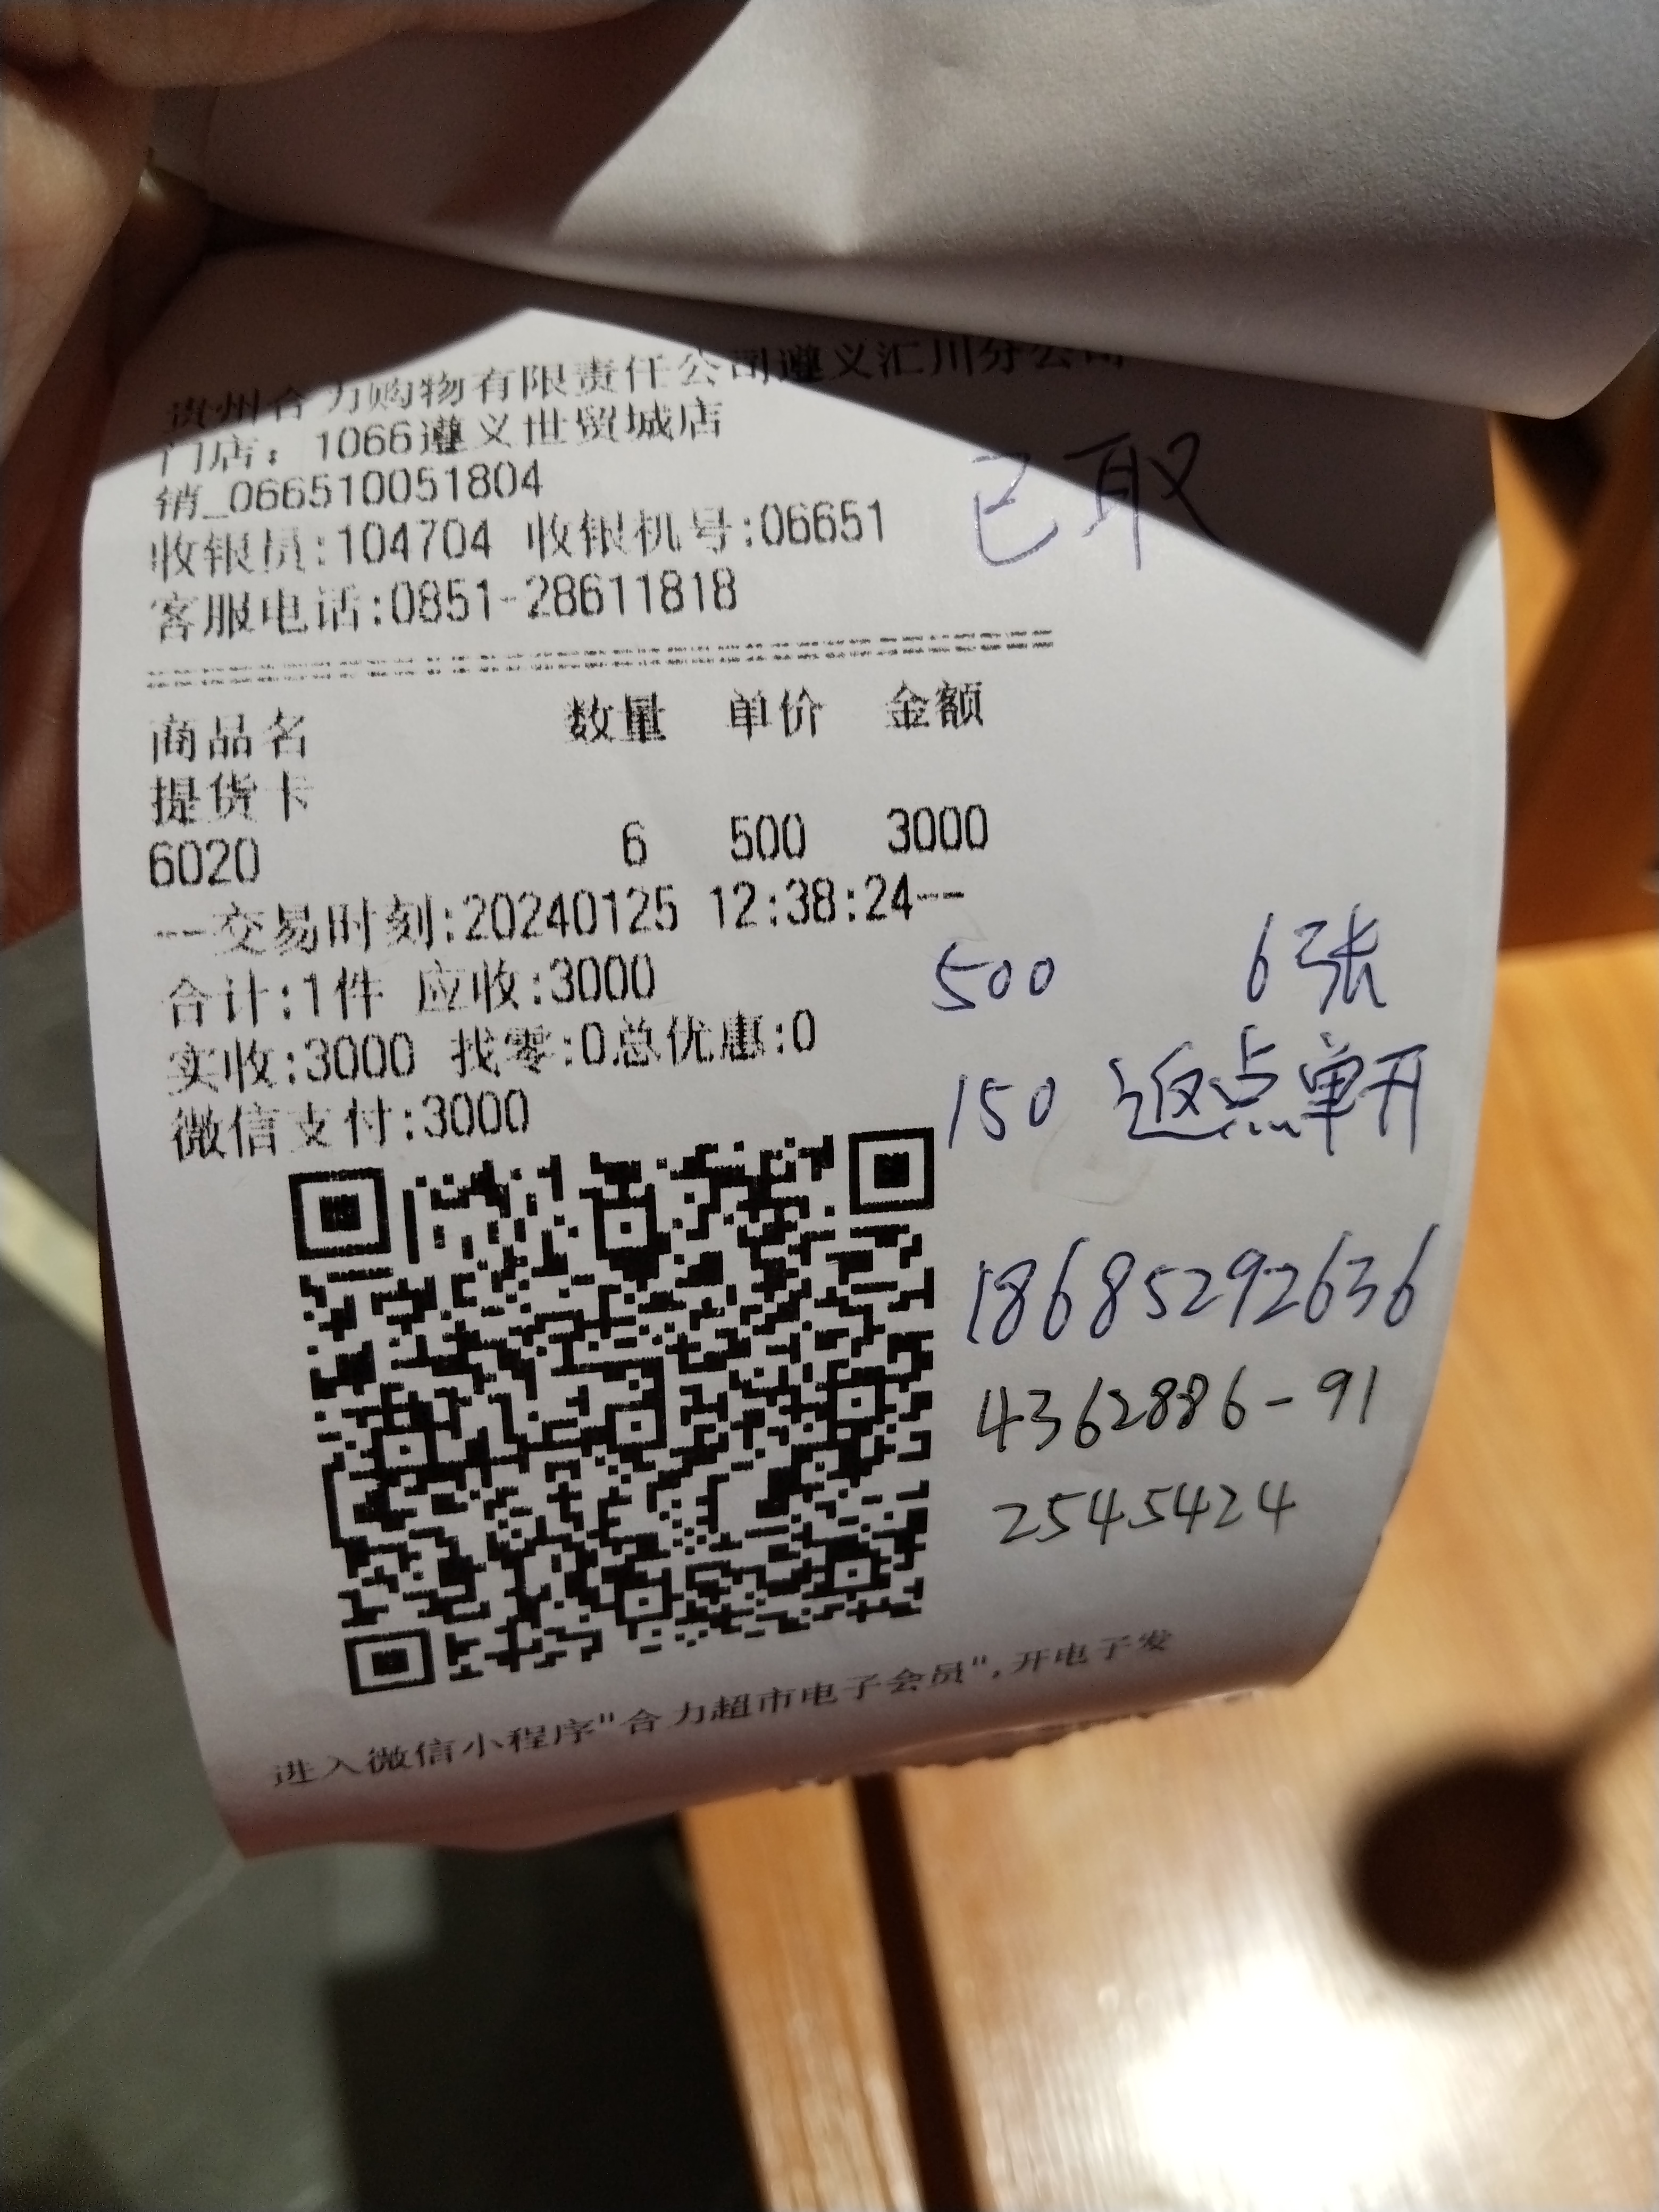 贵州合力购物有限责任公司遵义汇川分公司
门店：1066遵义世贸城店
销_066510051804
已取
收银员:104704 收银机号:06651
客服电话:0851-28611818
商品名 数量 单价 金额
提货卡
6020 6 500 3000
--交易时刻:20240125 12:38:24--
合计:1件 应收:3000
500 6张
实收:3000 找零:0总优惠:0
微信支付:3000
150 返点单开
18685292636
4362886-91
2545424
进入微信小程序"合力超市电子会员",开电子发